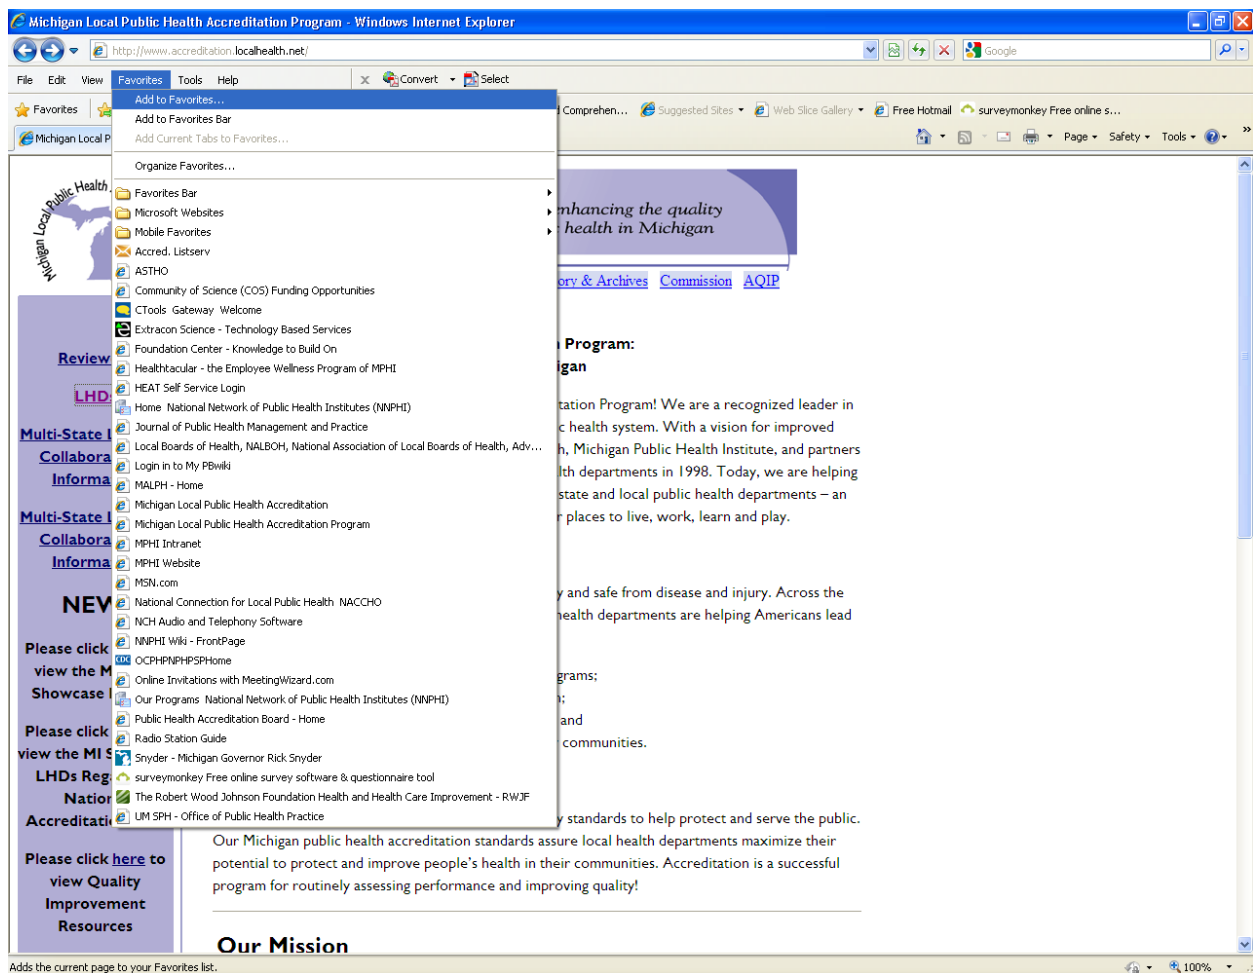 Michigan Local Public Health Accreditation Program - Windows Internet Explorer
http://www.accreditation.localhealth.net/
Google
File Edit View Favorites Tools Help
x Convert Select
Favorites
Comprehen... Suggested Sites Web Slice Gallery Free Hotmail surveymonkey Free online s...
Michigan Local P
Page Safety Tools
Add to Favorites...
Add to Favorites Bar
Add Current Tabs to Favorites...
Organize Favorites...
Favorites Bar
Microsoft Websites
Mobile Favorites
Accred. Listserv
ASTHO
Community of Science (COS) Funding Opportunities
CTools Gateway Welcome
Extracon Science - Technology Based Services
Foundation Center - Knowledge to Build On
Healthtacular - the Employee Wellness Program of MPHI
HEAT Self Service Login
Home National Network of Public Health Institutes (NNPHI)
Journal of Public Health Management and Practice
Local Boards of Health, NALBOH, National Association of Local Boards of Health, Adv...
Login in to My PBwiki
MALPH - Home
Michigan Local Public Health Accreditation
Michigan Local Public Health Accreditation Program
MPHI Intranet
MPHI Website
MSN.com
National Connection for Local Public Health NACCHO
NCH Audio and Telephony Software
NNPHI Wiki - FrontPage
CDC OCPHPNPHPSPHome
Online Invitations with MeetingWizard.com
Our Programs National Network of Public Health Institutes (NNPHI)
Public Health Accreditation Board - Home
Radio Station Guide
Snyder - Michigan Governor Rick Snyder
surveymonkey Free online survey software & questionnaire tool
The Robert Wood Johnson Foundation Health and Health Care Improvement - RWJF
UM SPH - Office of Public Health Practice
Michigan Local Public Health
Review
LHDs
Multi-State L
Collabora
Informa
Multi-State L
Collabora
Informa
NEW
Please click
view the M
Showcase
Please click
view the MI S
LHDs Reg
Nation
Accreditati
Please click here to
view Quality
Improvement
Resources
enhancing the quality
health in Michigan
ory & Archives Commission AQIP
Program:
igan
tation Program! We are a recognized leader in
c health system. With a vision for improved
h, Michigan Public Health Institute, and partners
lth departments in 1998. Today, we are helping
state and local public health departments – an
r places to live, work, learn and play.
y and safe from disease and injury. Across the
health departments are helping Americans lead
grams;
and
communities.
y standards to help protect and serve the public.
Our Michigan public health accreditation standards assure local health departments maximize their
potential to protect and improve people's health in their communities. Accreditation is a successful
program for routinely assessing performance and improving quality!
Our Mission
Adds the current page to your Favorites list.
100%